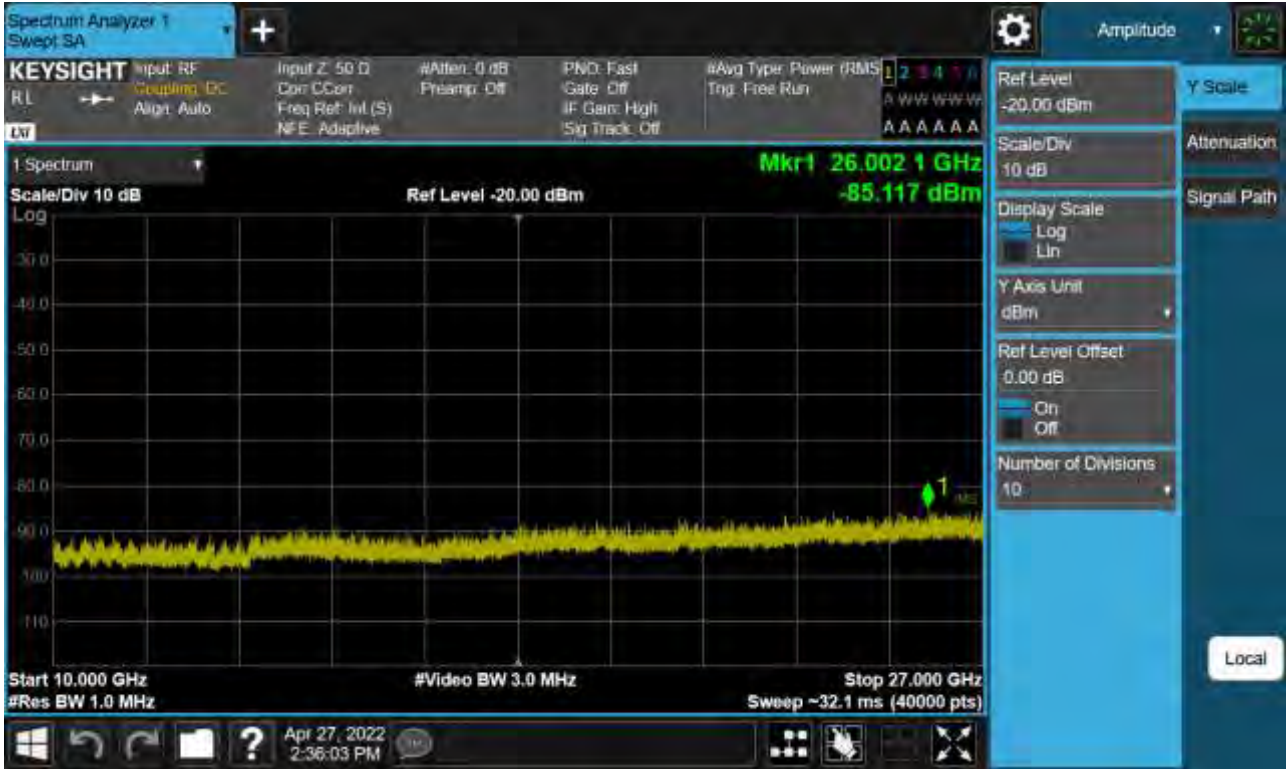 Spectrum Analyzer 1
Swept SA
+
Amplitude
KEYSIGHT
RL
Input: RF
Coupling: DC
Align: Auto
Input Z: 50 Ω
Corr CCorr
Freq Ref: Int (S)
NFE: Adaptive
#Atten: 0 dB
Preamp: Off
PNO: Fast
Gate: Off
IF Gain: High
Sig Track: Off
#Avg Type: Power (RMS
Trig: Free Run
1 2 3 4 5 6
A W W W W W
A A A A A A
1 Spectrum
Scale/Div 10 dB
Ref Level -20.00 dBm
Mkr1 26.002 1 GHz
-85.117 dBm
Log
-30.0
-40.0
-50.0
-60.0
-70.0
-80.0
-90.0
-100
-110
1
Start 10.000 GHz
#Res BW 1.0 MHz
#Video BW 3.0 MHz
Stop 27.000 GHz
Sweep ~32.1 ms (40000 pts)
Ref Level
-20.00 dBm
Scale/Div
10 dB
Display Scale
Log
Lin
Y Axis Unit
dBm
Ref Level Offset
0.00 dB
On
Off
Number of Divisions
10
Y Scale
Attenuation
Signal Path
Local
?
Apr 27, 2022
2:36:03 PM